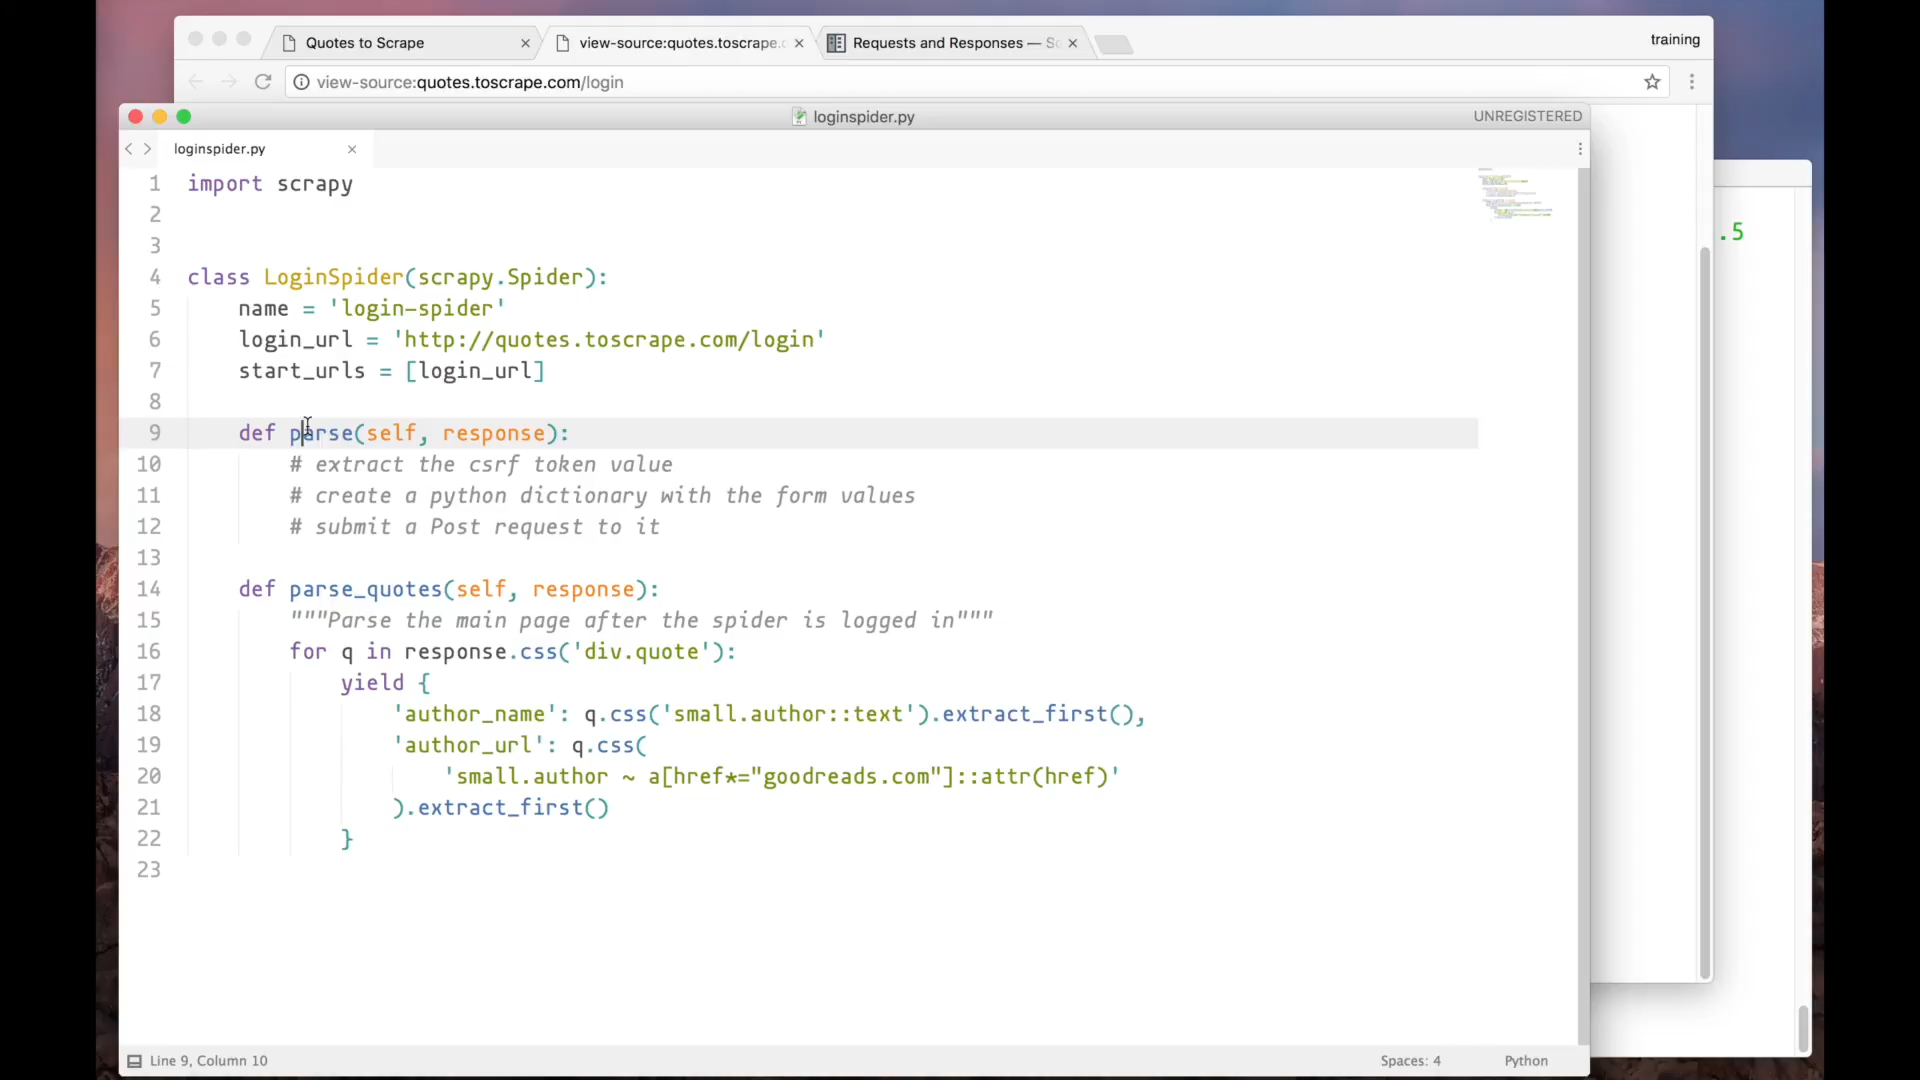 Quotes to Scrape
view-source:quotes.toscrape.
Requests and Responses —
training
view-source:quotes.toscrape.com/login
loginspider.py
UNREGISTERED
loginspider.py
1 import scrapy
2
3
4 class LoginSpider(scrapy.Spider):
5 name = 'login-spider'
6 login_url = 'http://quotes.toscrape.com/login'
7 start_urls = [login_url]
8
9 def parse(self, response):
10 # extract the csrf token value
11 # create a python dictionary with the form values
12 # submit a Post request to it
13
14 def parse_quotes(self, response):
15 """Parse the main page after the spider is logged in"""
16 for q in response.css('div.quote'):
17 yield {
18 'author_name': q.css('small.author::text').extract_first(),
19 'author_url': q.css(
20 'small.author ~ a[href*="goodreads.com"]::attr(href)'
21 ).extract_first()
22 }
23
.5
Line 9, Column 10
Spaces: 4
Python